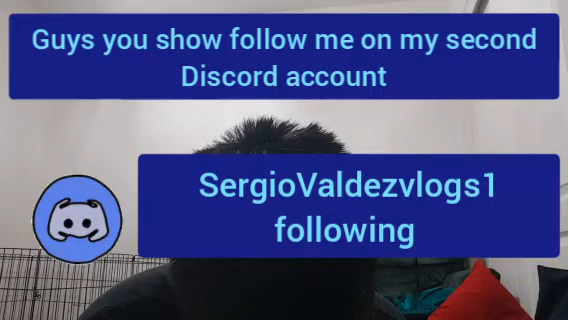 Guys you show follow me on my second
Discord account
SergioValdezvlogs1
following